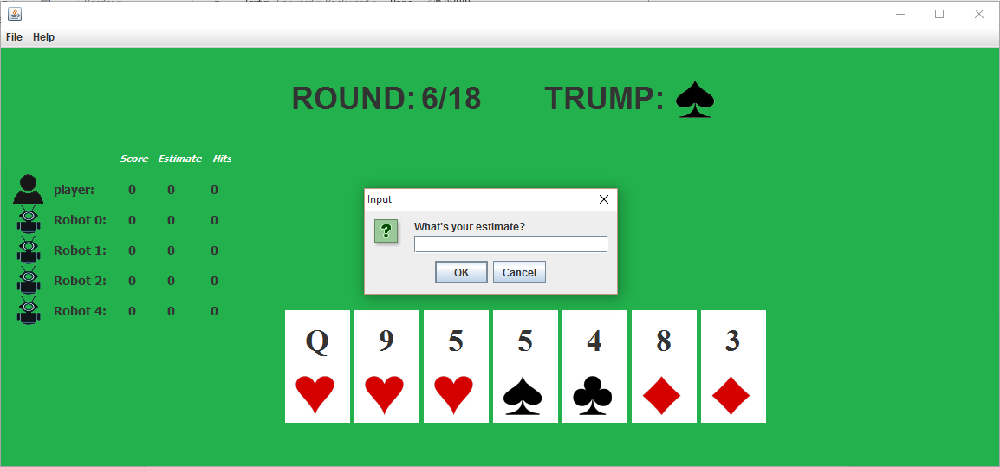 File Help
ROUND: 6/18 TRUMP:
Score Estimate Hits
player: 0 0 0
Robot 0: 0 0 0
Robot 1: 0 0 0
Robot 2: 0 0 0
Robot 4: 0 0 0
Input
?
What's your estimate?
OK Cancel
Q 9 5 5 4 8 3